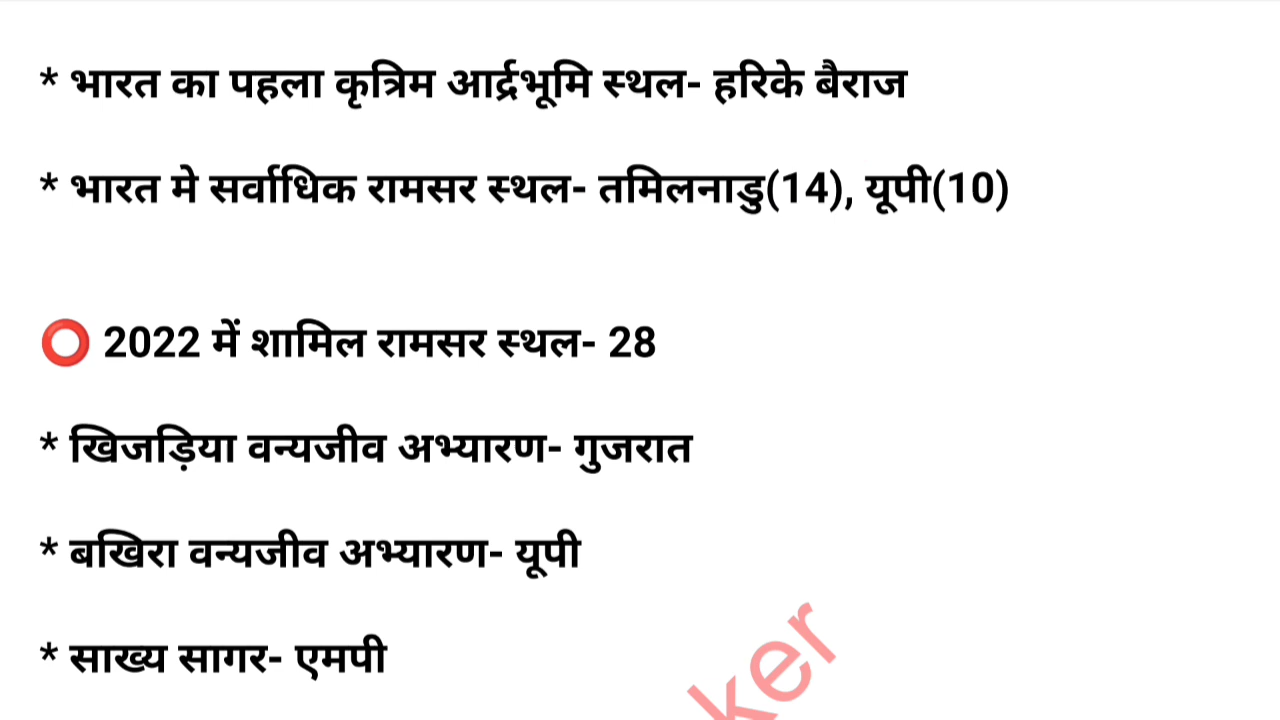 * भारत का पहला कृत्रिम आर्द्रभूमि स्थल- हरिके बैराज
* भारत मे सर्वाधिक रामसर स्थल- तमिलनाडु(14), यूपी(10)
⭕ 2022 में शामिल रामसर स्थल- 28
* खिजड़िया वन्यजीव अभ्यारण- गुजरात
* बखिरा वन्यजीव अभ्यारण- यूपी
* साख्य सागर- एमपी
ker